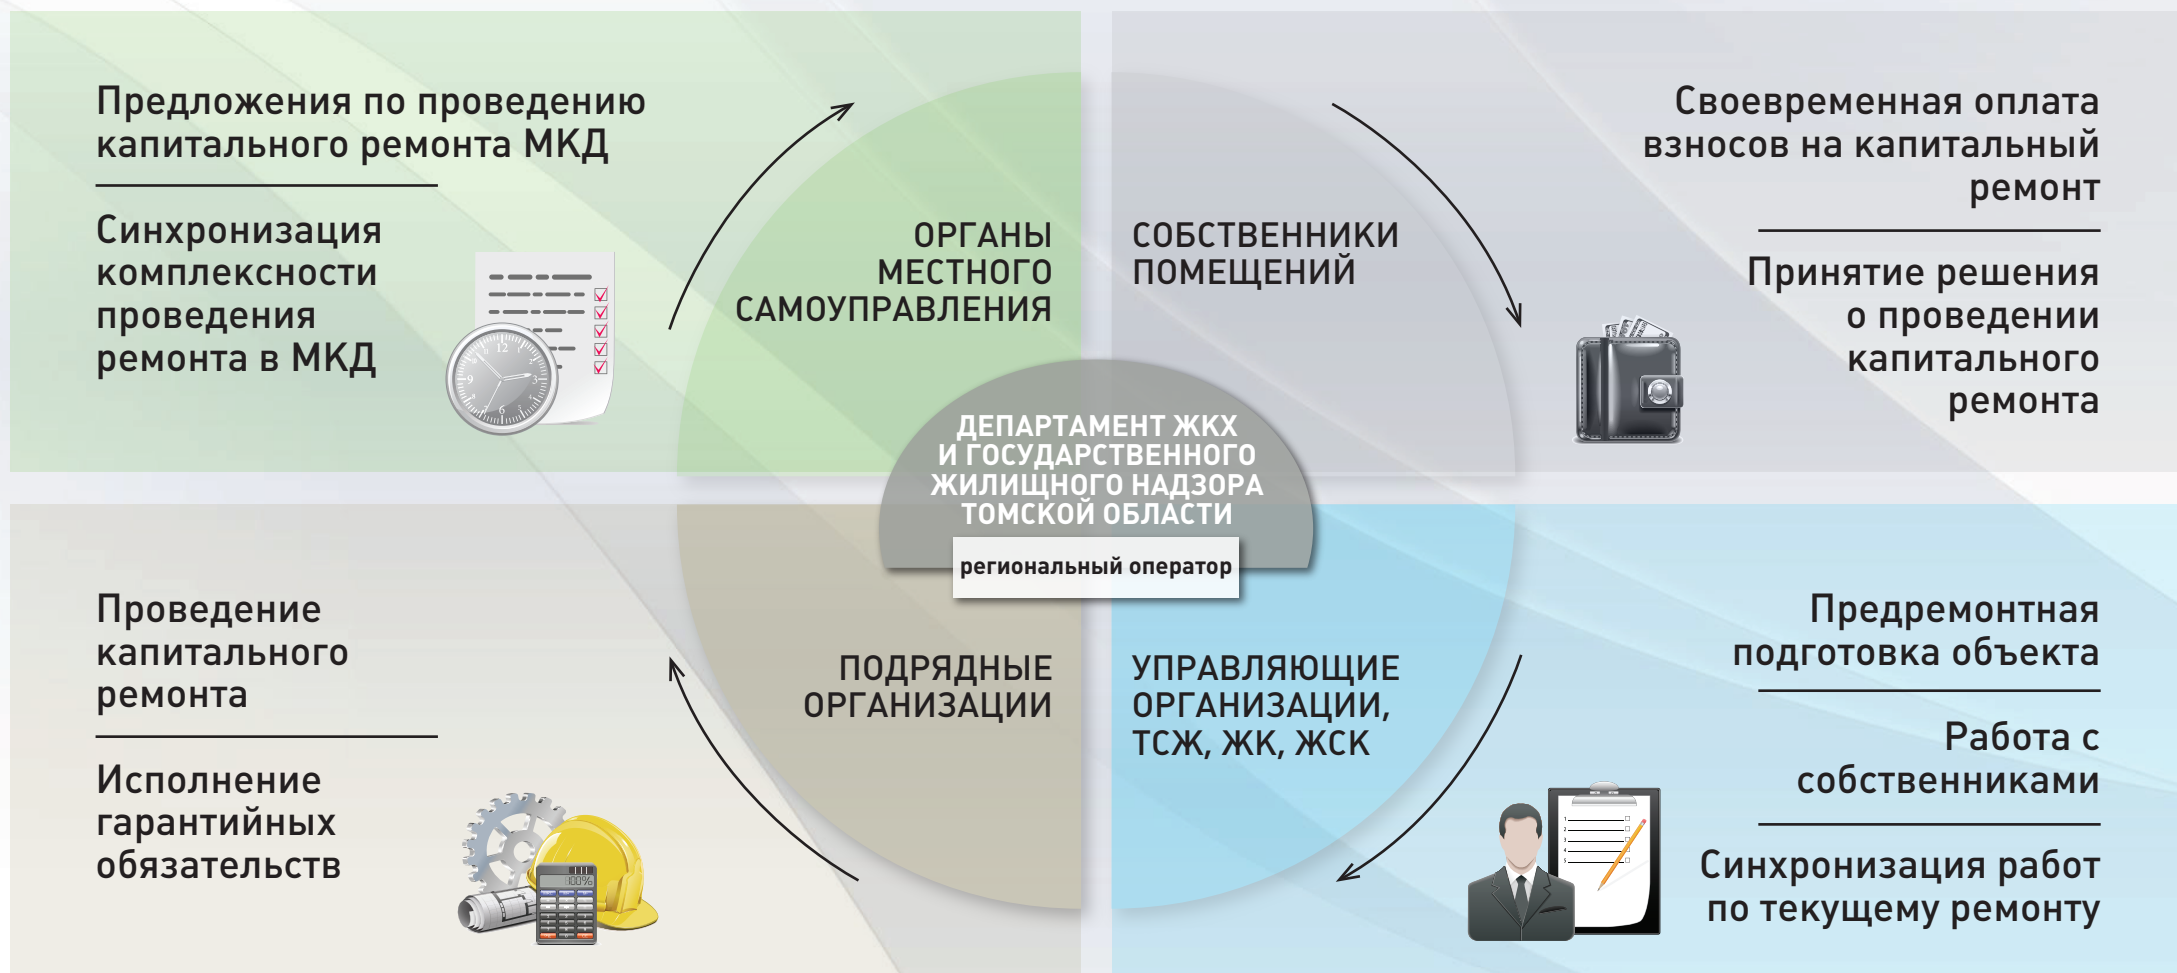 Предложения по проведению
капитального ремонта МКД
Синхронизация
комплексности
проведения
ремонта в МКД
ОРГАНЫ
МЕСТНОГО
САМОУПРАВЛЕНИЯ
СОБСТВЕННИКИ
ПОМЕЩЕНИЙ
Своевременная оплата
взносов на капитальный
ремонт
Принятие решения
о проведении
капитального
ремонта
ДЕПАРТАМЕНТ ЖКХ
И ГОСУДАРСТВЕННОГО
ЖИЛИЩНОГО НАДЗОРА
ТОМСКОЙ ОБЛАСТИ
региональный оператор
Проведение
капитального
ремонта
Исполнение
гарантийных
обязательств
ПОДРЯДНЫЕ
ОРГАНИЗАЦИИ
УПРАВЛЯЮЩИЕ
ОРГАНИЗАЦИИ,
ТСЖ, ЖК, ЖСК
Предремонтная
подготовка объекта
Работа с
собственниками
Синхронизация работ
по текущему ремонту